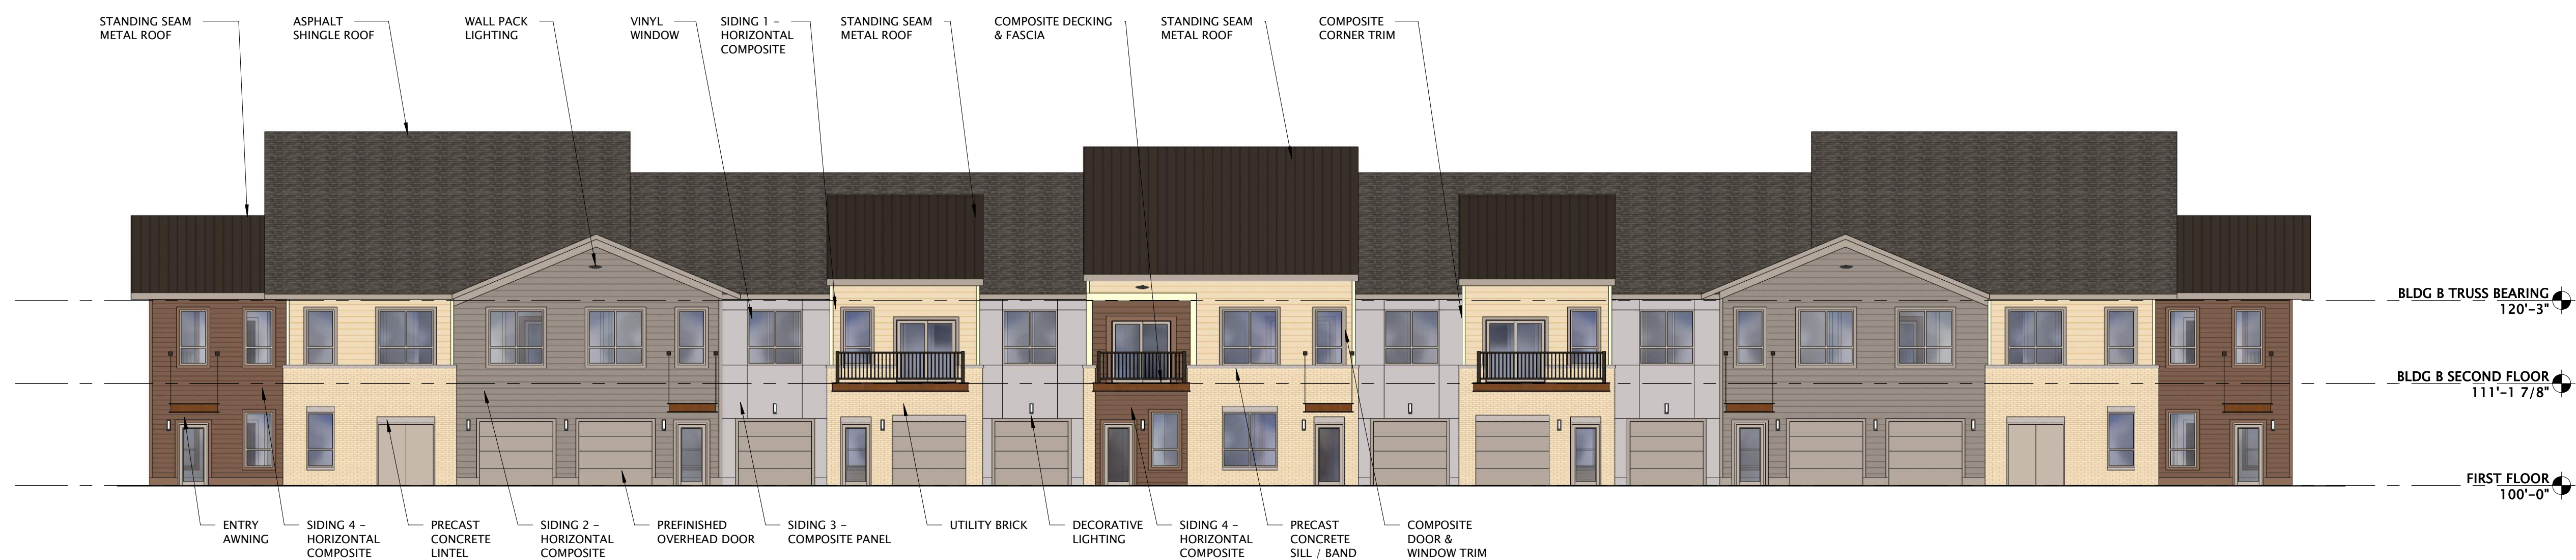 STANDING SEAM
METAL ROOF
ASPHALT
SHINGLE ROOF
WALL PACK
LIGHTING
VINYL
WINDOW
SIDING 1 -
HORIZONTAL
COMPOSITE
STANDING SEAM
METAL ROOF
COMPOSITE DECKING
& FASCIA
STANDING SEAM
METAL ROOF
COMPOSITE
CORNER TRIM
BLDG B TRUSS BEARING
120'-3"
BLDG B SECOND FLOOR
111'-1 7/8"
FIRST FLOOR
100'-0"
ENTRY
AWNING
SIDING 4 -
HORIZONTAL
COMPOSITE
PRECAST
CONCRETE
LINTEL
SIDING 2 -
HORIZONTAL
COMPOSITE
PREFINISHED
OVERHEAD DOOR
SIDING 3 -
COMPOSITE PANEL
UTILITY BRICK
DECORATIVE
LIGHTING
SIDING 4 -
HORIZONTAL
COMPOSITE
PRECAST
CONCRETE
SILL / BAND
COMPOSITE
DOOR &
WINDOW TRIM